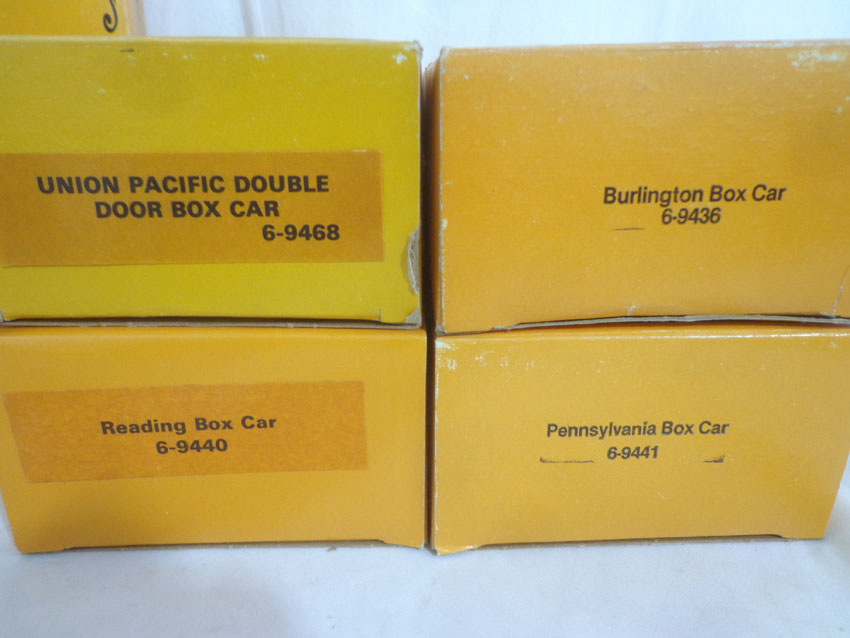 UNION PACIFIC DOUBLE
DOOR BOX CAR
6-9468
Burlington Box Car
6-9436
Reading Box Car
6-9440
Pennsylvania Box Car
6-9441